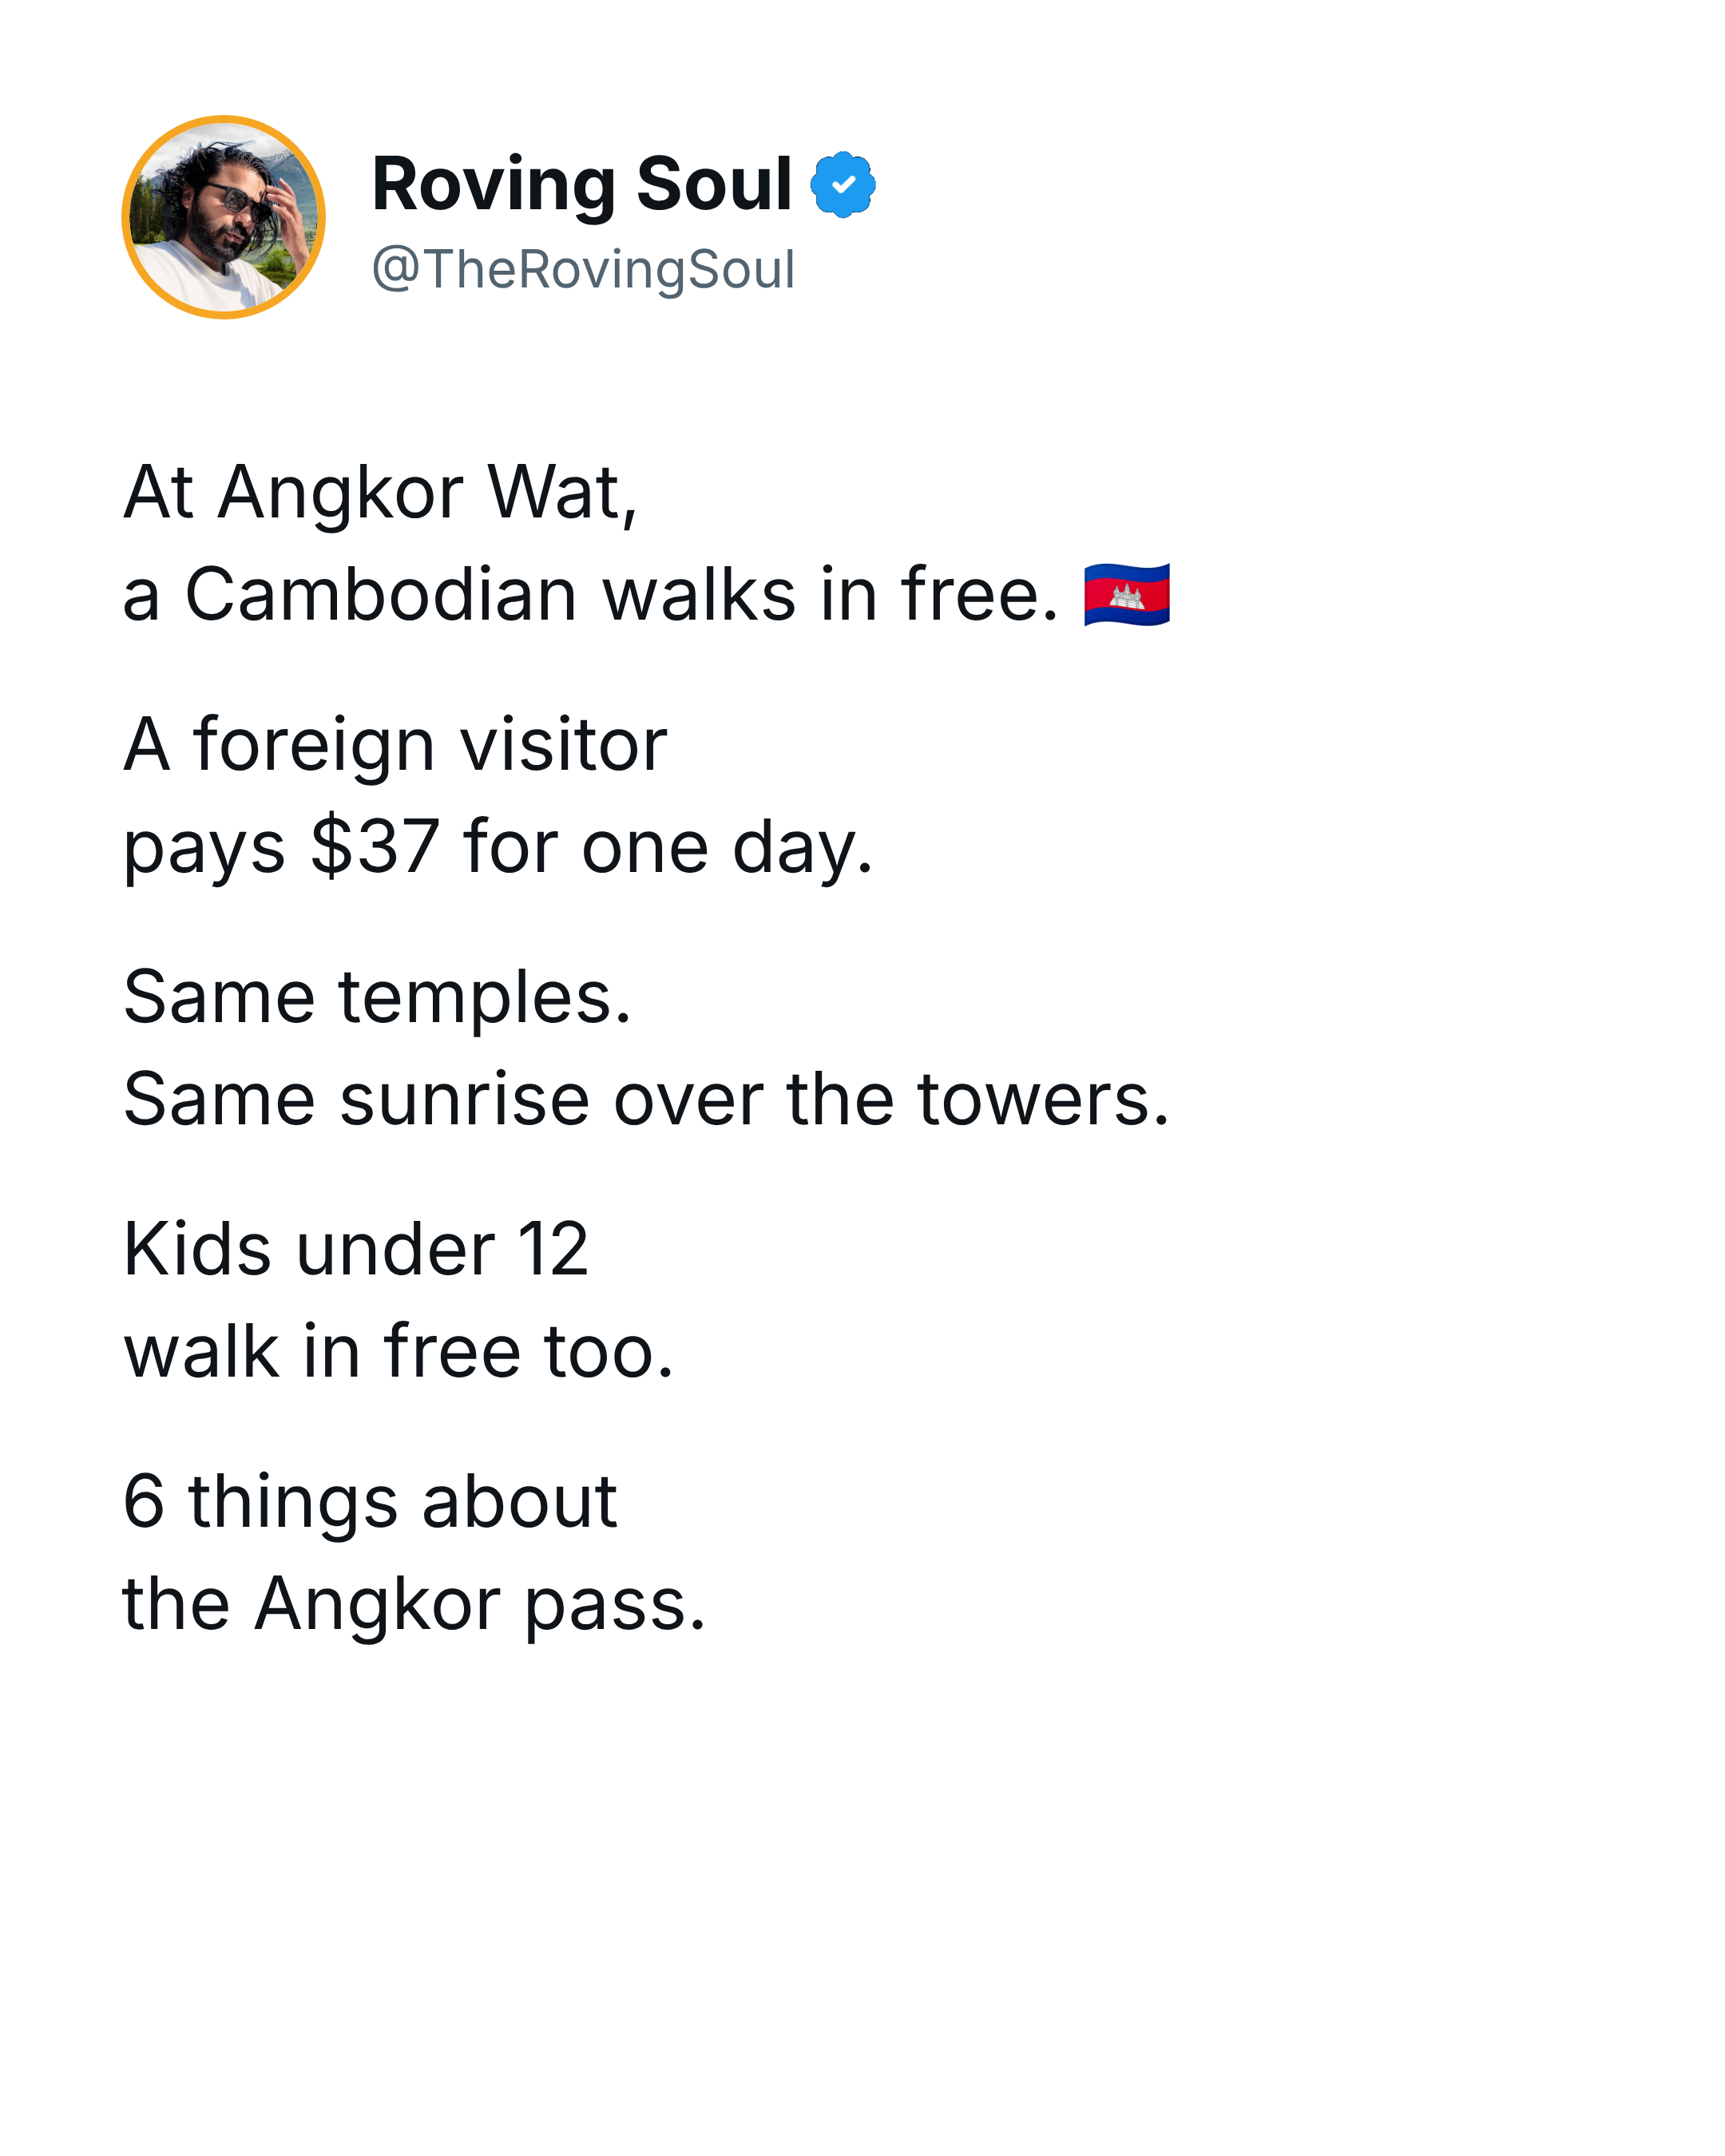 Roving Soul
@TheRovingSoul
At Angkor Wat,
a Cambodian walks in free. 🇰🇭
A foreign visitor
pays $37 for one day.
Same temples.
Same sunrise over the towers.
Kids under 12
walk in free too.
6 things about
the Angkor pass.